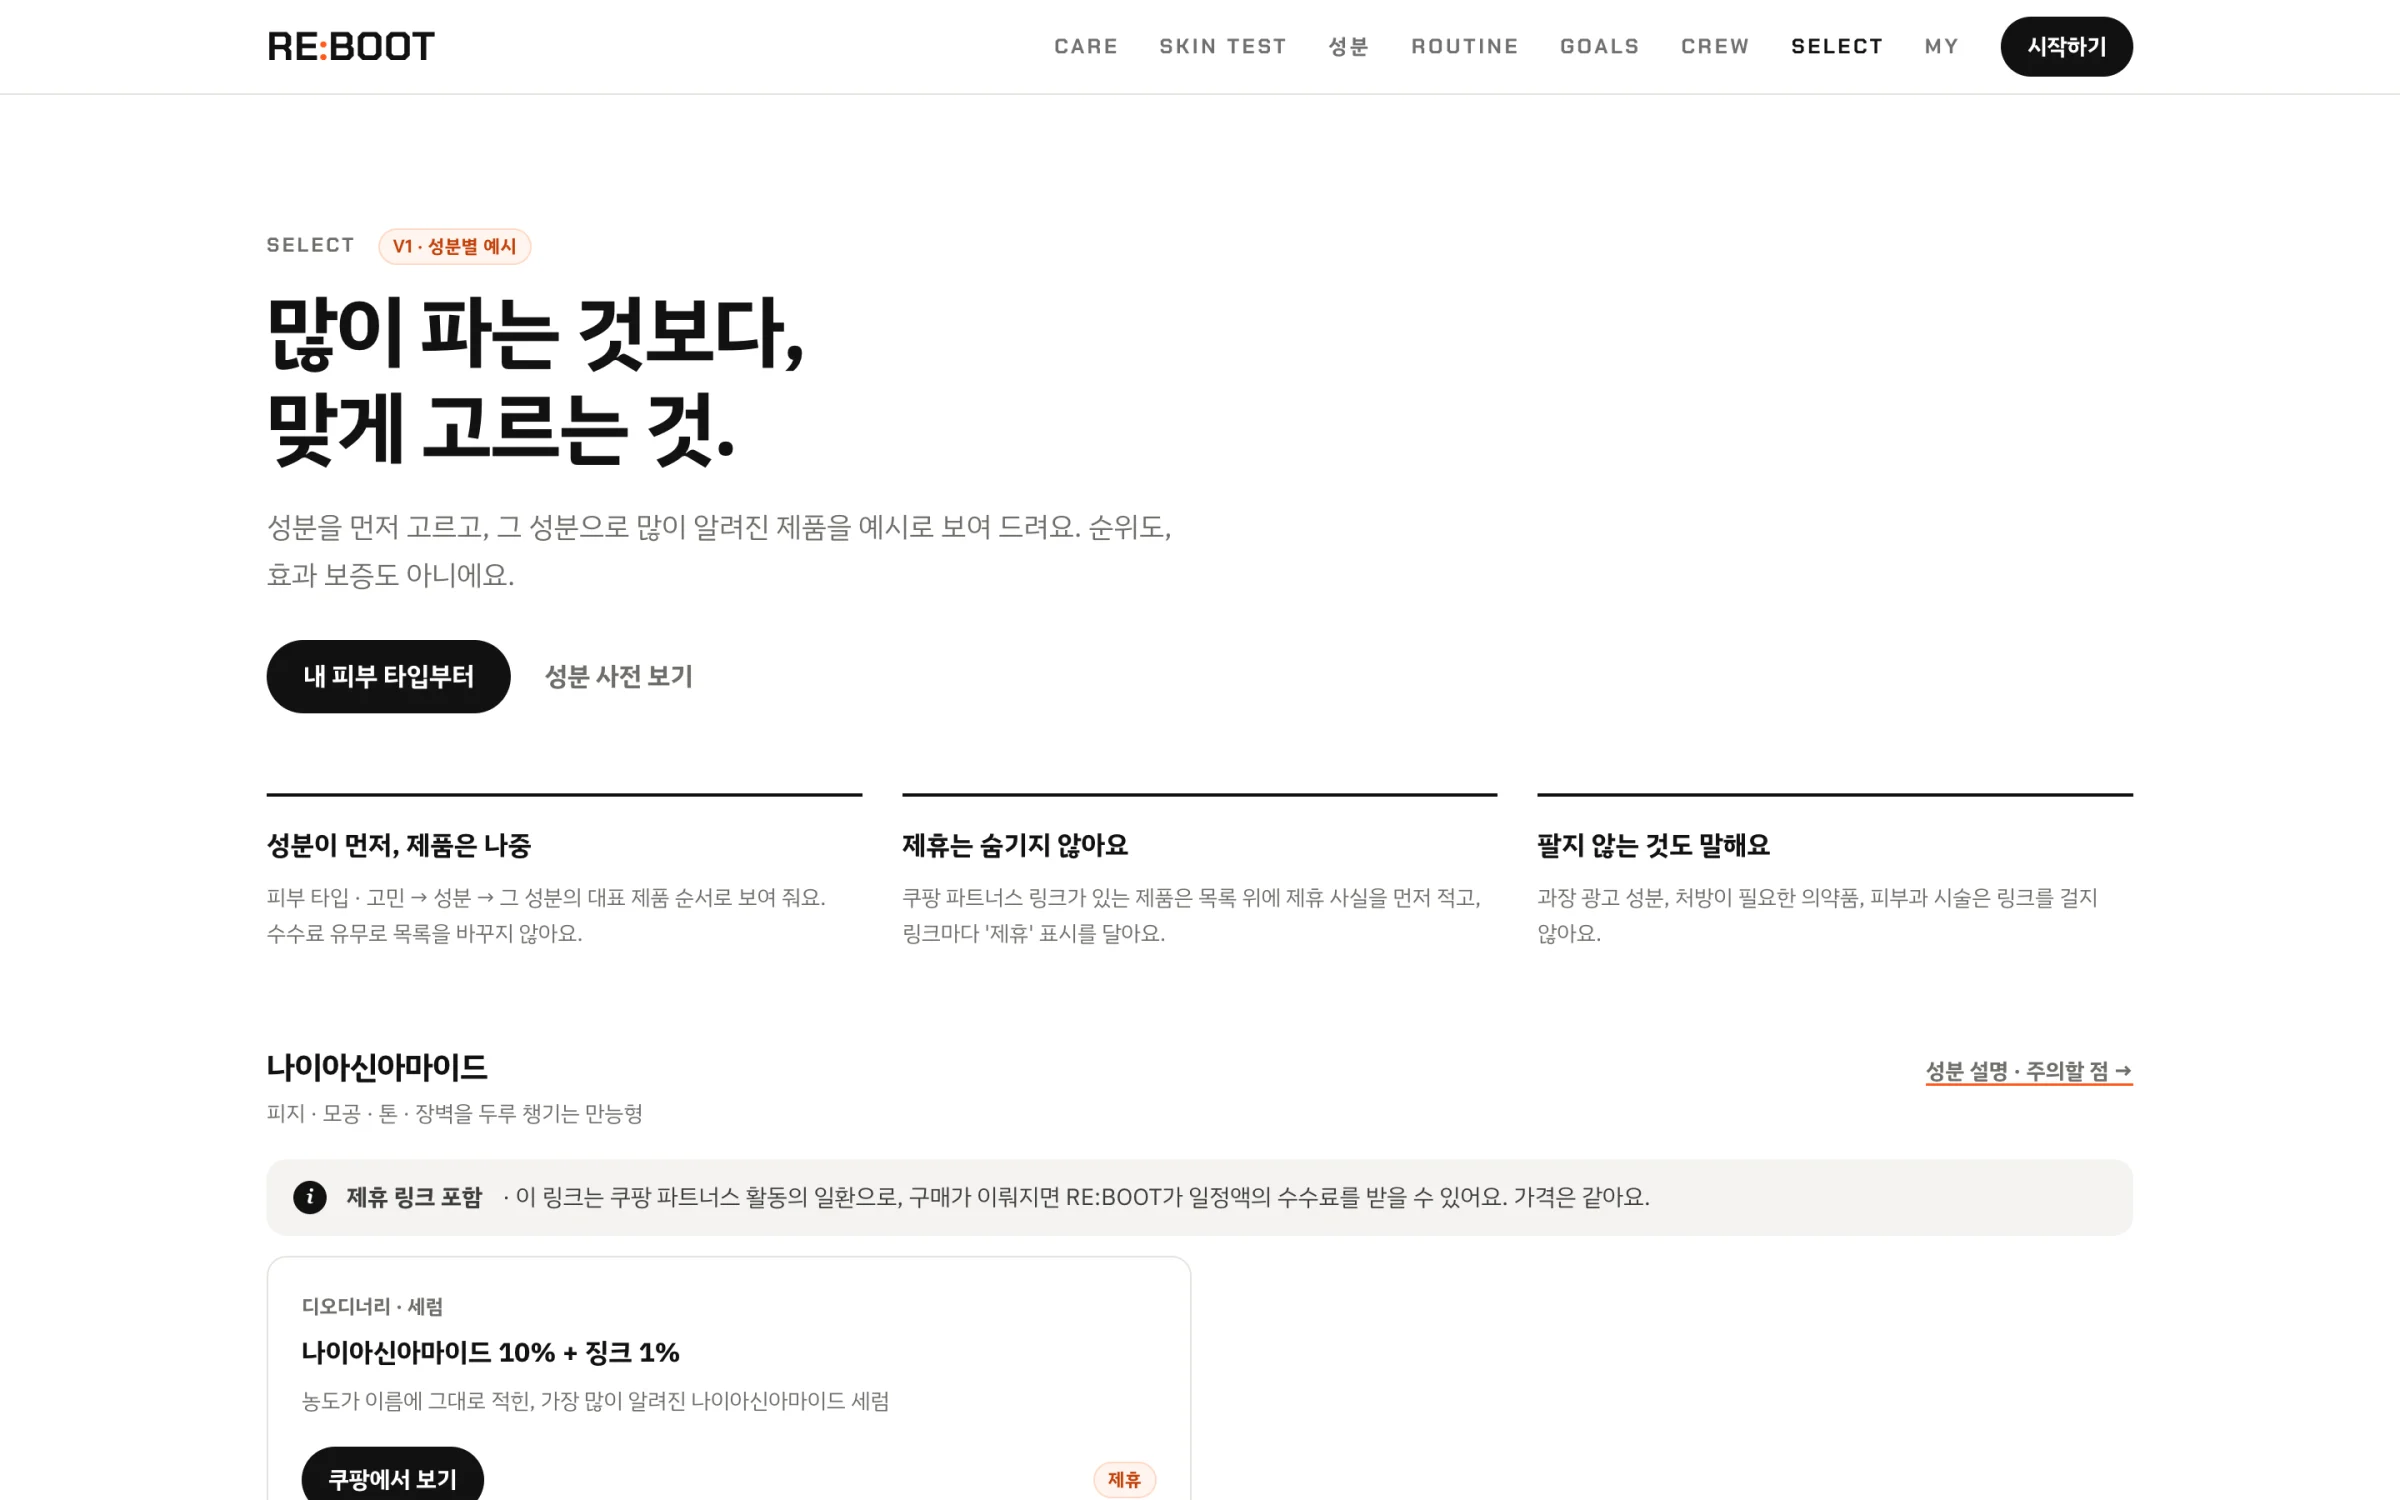 RE:BOOT
CARE SKIN TEST 성분 ROUTINE GOALS CREW SELECT MY 시작하기
SELECT V1 · 성분별 예시
많이 파는 것보다,
맞게 고르는 것.
성분을 먼저 고르고, 그 성분으로 많이 알려진 제품을 예시로 보여 드려요. 순위도,
효과 보증도 아니에요.
내 피부 타입부터 성분 사전 보기
성분이 먼저, 제품은 나중
피부 타입 · 고민 → 성분 → 그 성분의 대표 제품 순서로 보여 줘요.
수수료 유무로 목록을 바꾸지 않아요.
제휴는 숨기지 않아요
쿠팡 파트너스 링크가 있는 제품은 목록 위에 제휴 사실을 먼저 적고,
링크마다 '제휴' 표시를 달아요.
팔지 않는 것도 말해요
과장 광고 성분, 처방이 필요한 의약품, 피부과 시술은 링크를 걸지
않아요.
나이아신아마이드
성분 설명 · 주의할 점 →
피지 · 모공 · 톤 · 장벽을 두루 챙기는 만능형
i 제휴 링크 포함 · 이 링크는 쿠팡 파트너스 활동의 일환으로, 구매가 이뤄지면 RE:BOOT가 일정액의 수수료를 받을 수 있어요. 가격은 같아요.
디오디너리 · 세럼
나이아신아마이드 10% + 징크 1%
농도가 이름에 그대로 적힌, 가장 많이 알려진 나이아신아마이드 세럼
쿠팡에서 보기 제휴